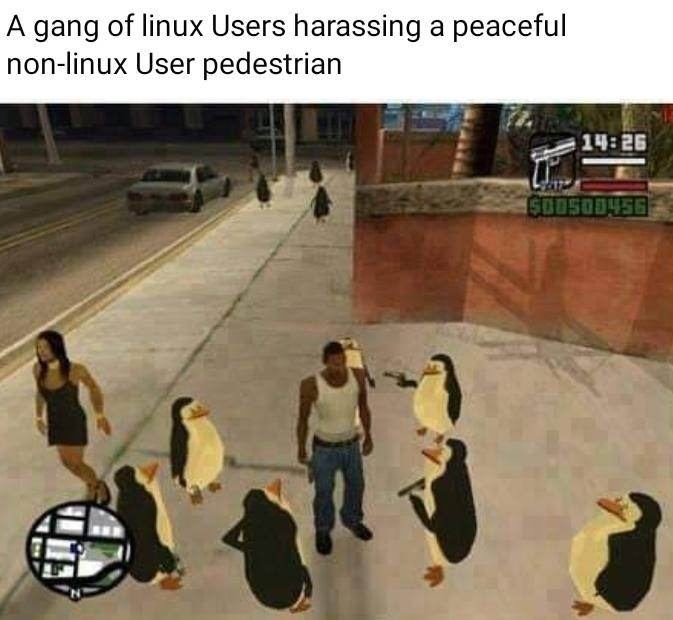 A gang of linux Users harassing a peaceful
non-linux User pedestrian
14:26
$00500456
N